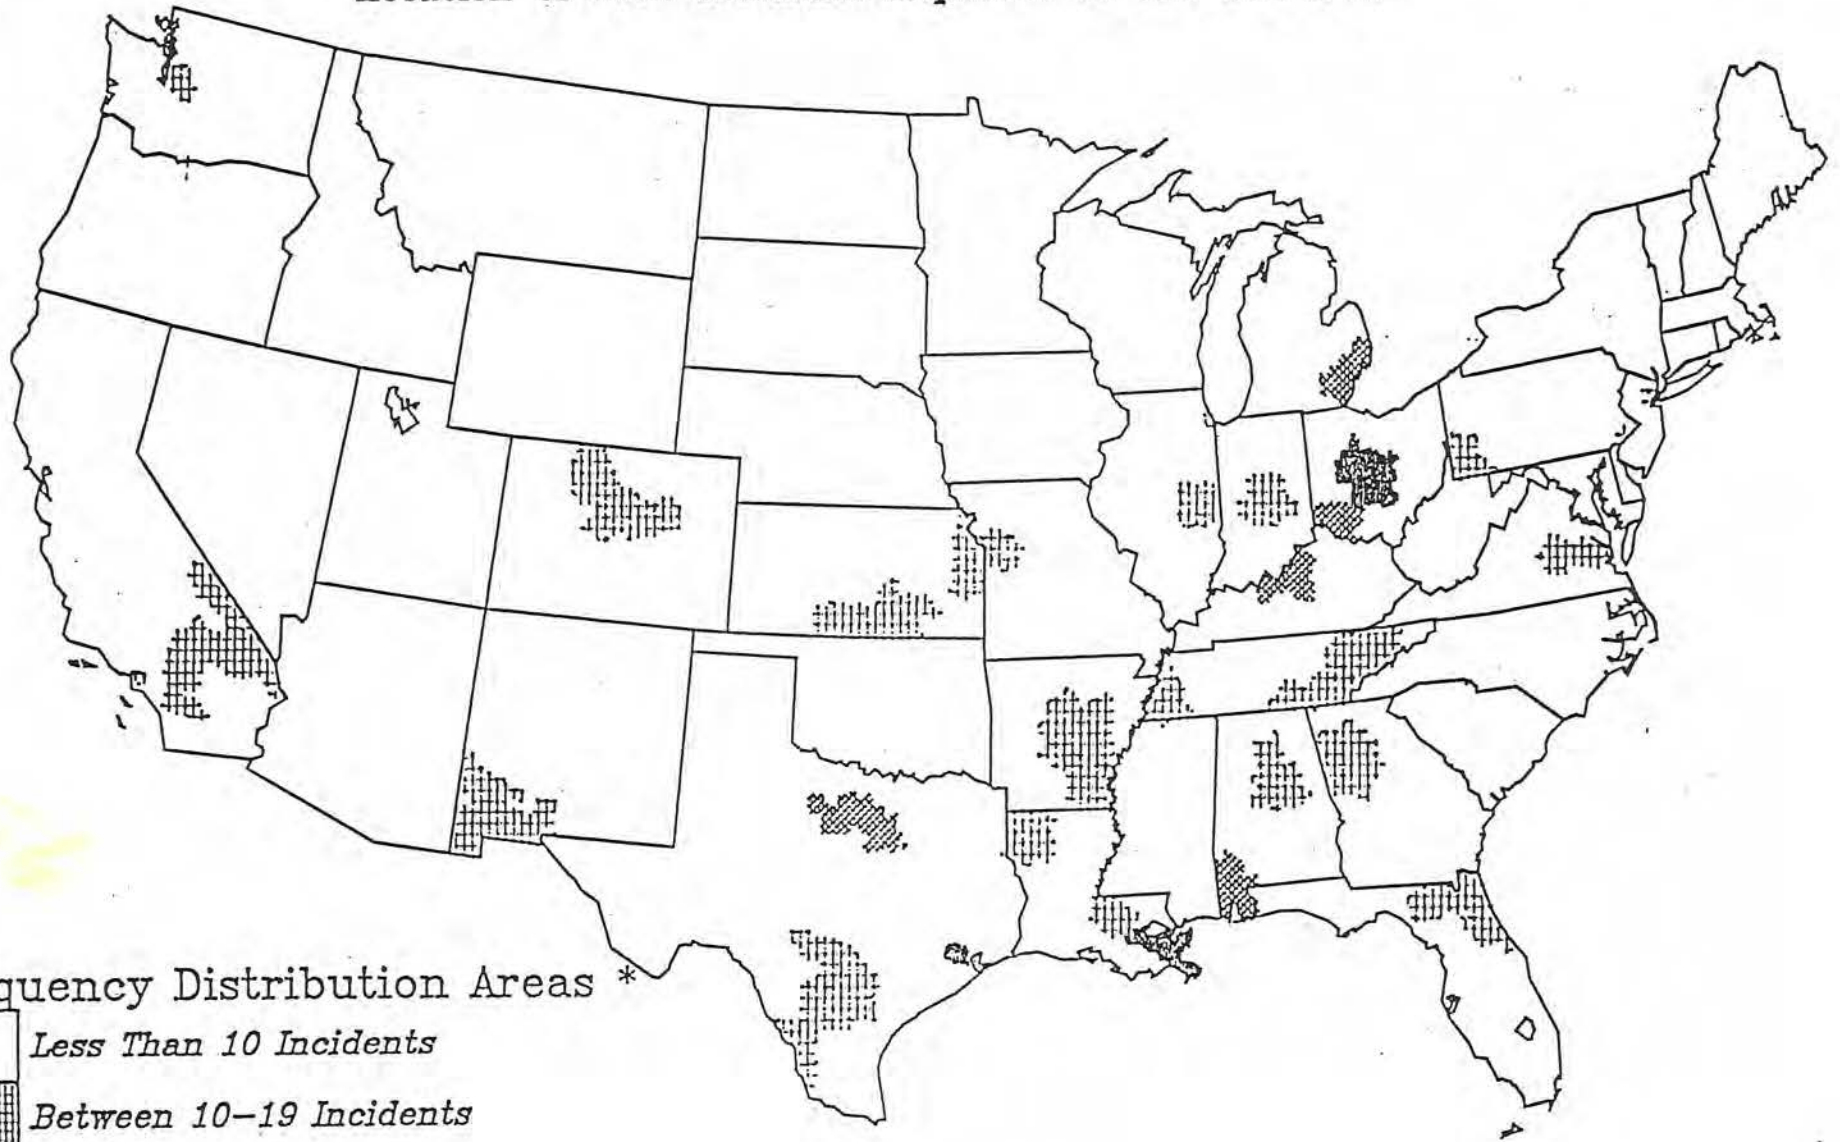 quency Distribution Areas *
Less Than 10 Incidents
Between 10-19 Incidents